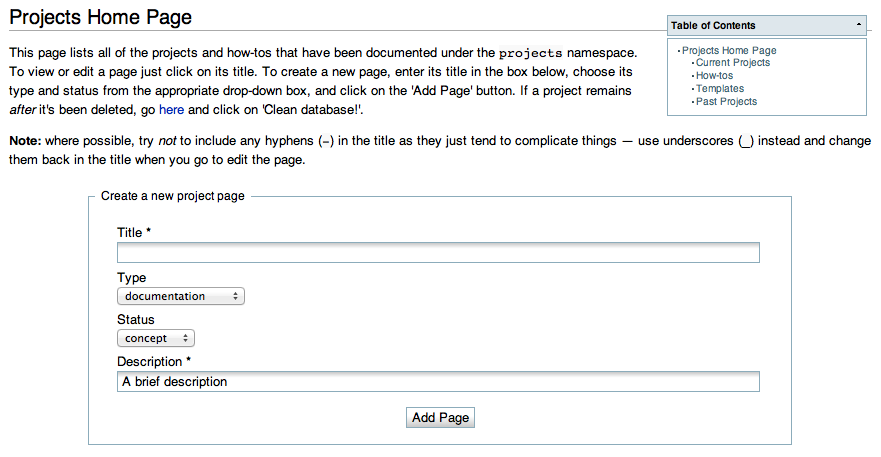 Projects Home Page
Table of Contents
Projects Home Page
Current Projects
How-tos
Templates
Past Projects
This page lists all of the projects and how-tos that have been documented under the projects namespace.
To view or edit a page just click on its title. To create a new page, enter its title in the box below, choose its
type and status from the appropriate drop-down box, and click on the 'Add Page' button. If a project remains
after it's been deleted, go here and click on 'Clean database!'.
Note: where possible, try not to include any hyphens (-) in the title as they just tend to complicate things — use underscores (_) instead and change
them back in the title when you go to edit the page.
Create a new project page
Title *
Type
documentation
Status
concept
Description *
A brief description
Add Page